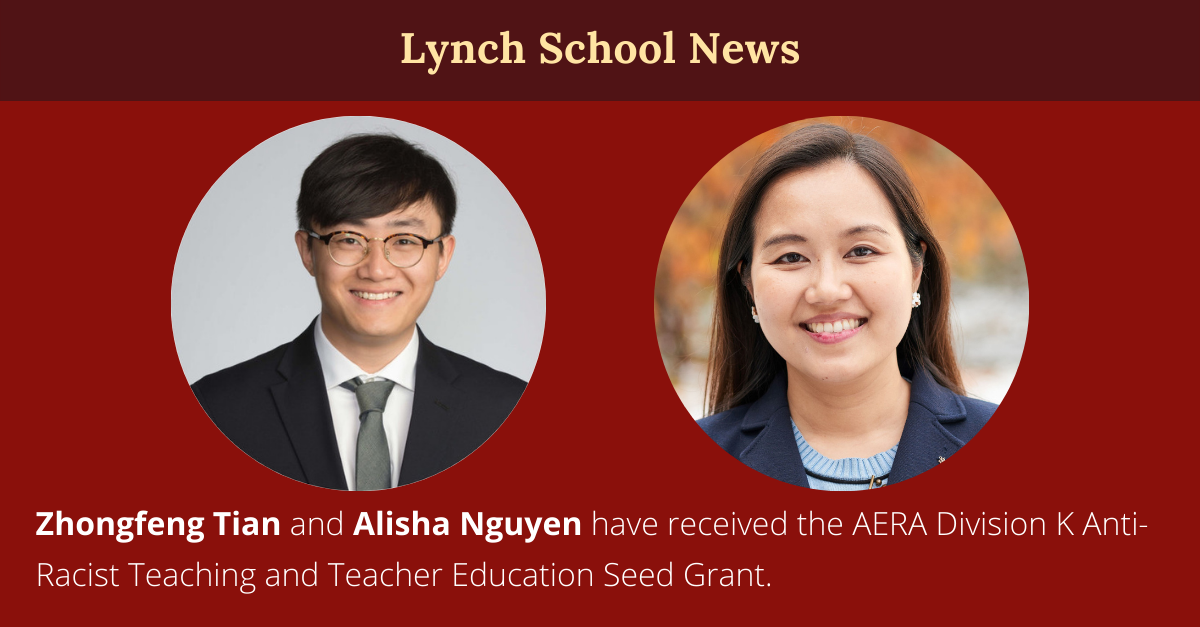 Lynch School News
Zhongfeng Tian and Alisha Nguyen have received the AERA Division K Anti-
Racist Teaching and Teacher Education Seed Grant.